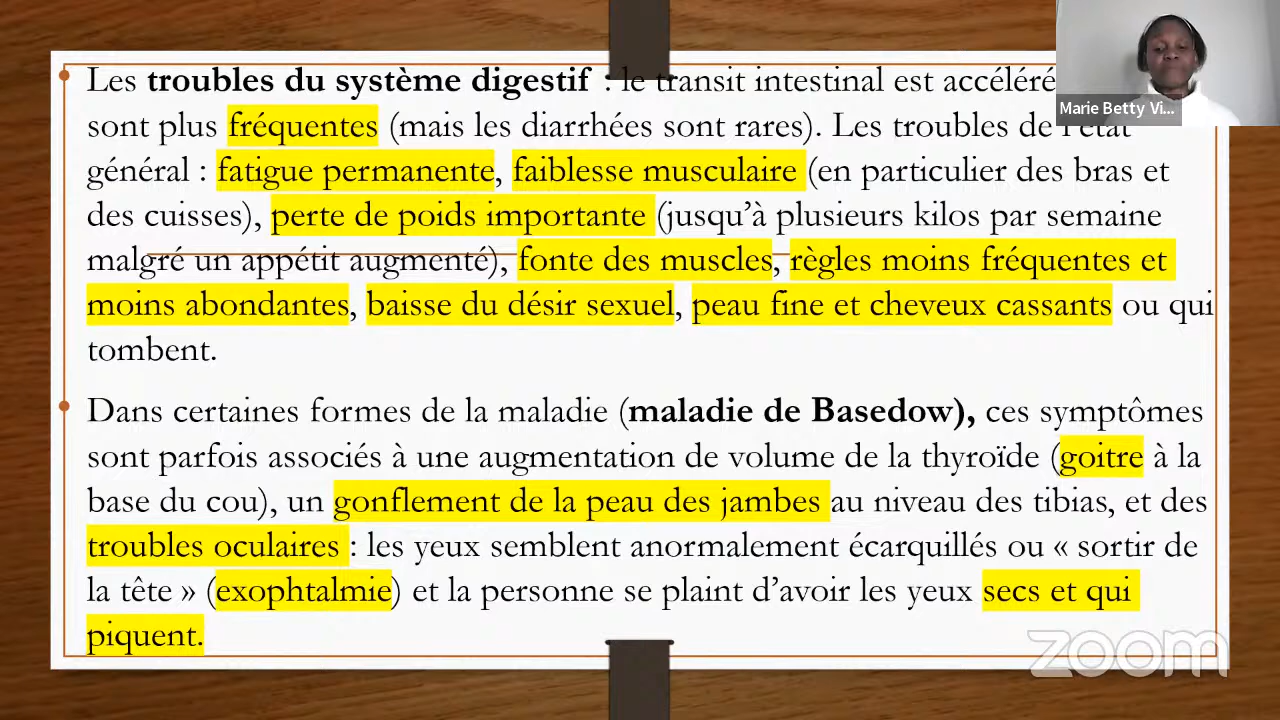 Les troubles du système digestif : le transit intestinal est accéléré
sont plus fréquentes (mais les diarrhées sont rares). Les troubles de l'état
général : fatigue permanente, faiblesse musculaire (en particulier des bras et
des cuisses), perte de poids importante (jusqu'à plusieurs kilos par semaine
malgré un appétit augmenté), fonte des muscles, règles moins fréquentes et
moins abondantes, baisse du désir sexuel, peau fine et cheveux cassants ou qui
tombent.
Dans certaines formes de la maladie (maladie de Basedow), ces symptômes
sont parfois associés à une augmentation de volume de la thyroïde (goitre à la
base du cou), un gonflement de la peau des jambes au niveau des tibias, et des
troubles oculaires : les yeux semblent anormalement écarquillés ou « sortir de
la tête » (exophtalmie) et la personne se plaint d'avoir les yeux secs et qui
piquent.
Marie Betty Vi...
zoom